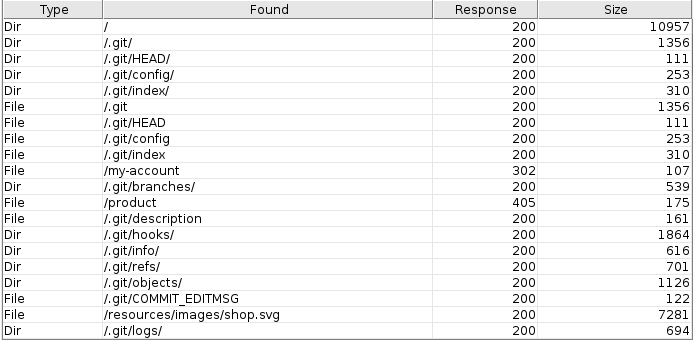 Type Found Response Size
Dir / 200 10957
Dir /.git/ 200 1356
Dir /.git/HEAD/ 200 111
Dir /.git/config/ 200 253
Dir /.git/index/ 200 310
File /.git 200 1356
File /.git/HEAD 200 111
File /.git/config 200 253
File /.git/index 200 310
File /my-account 302 107
Dir /.git/branches/ 200 539
File /product 405 175
File /.git/description 200 161
Dir /.git/hooks/ 200 1864
Dir /.git/info/ 200 616
Dir /.git/refs/ 200 701
Dir /.git/objects/ 200 1126
File /.git/COMMIT_EDITMSG 200 122
File /resources/images/shop.svg 200 7281
Dir /.git/logs/ 200 694